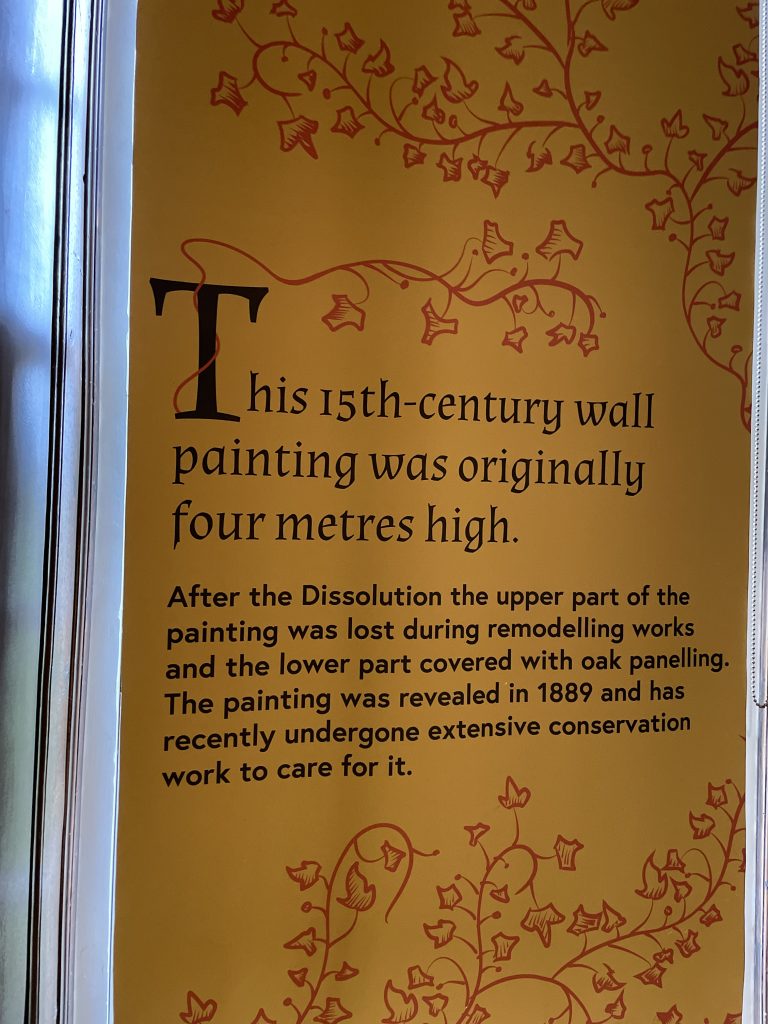 This 15th-century wall
painting was originally
four metres high.
After the Dissolution the upper part of the
painting was lost during remodelling works
and the lower part covered with oak panelling.
The painting was revealed in 1889 and has
recently undergone extensive conservation
work to care for it.